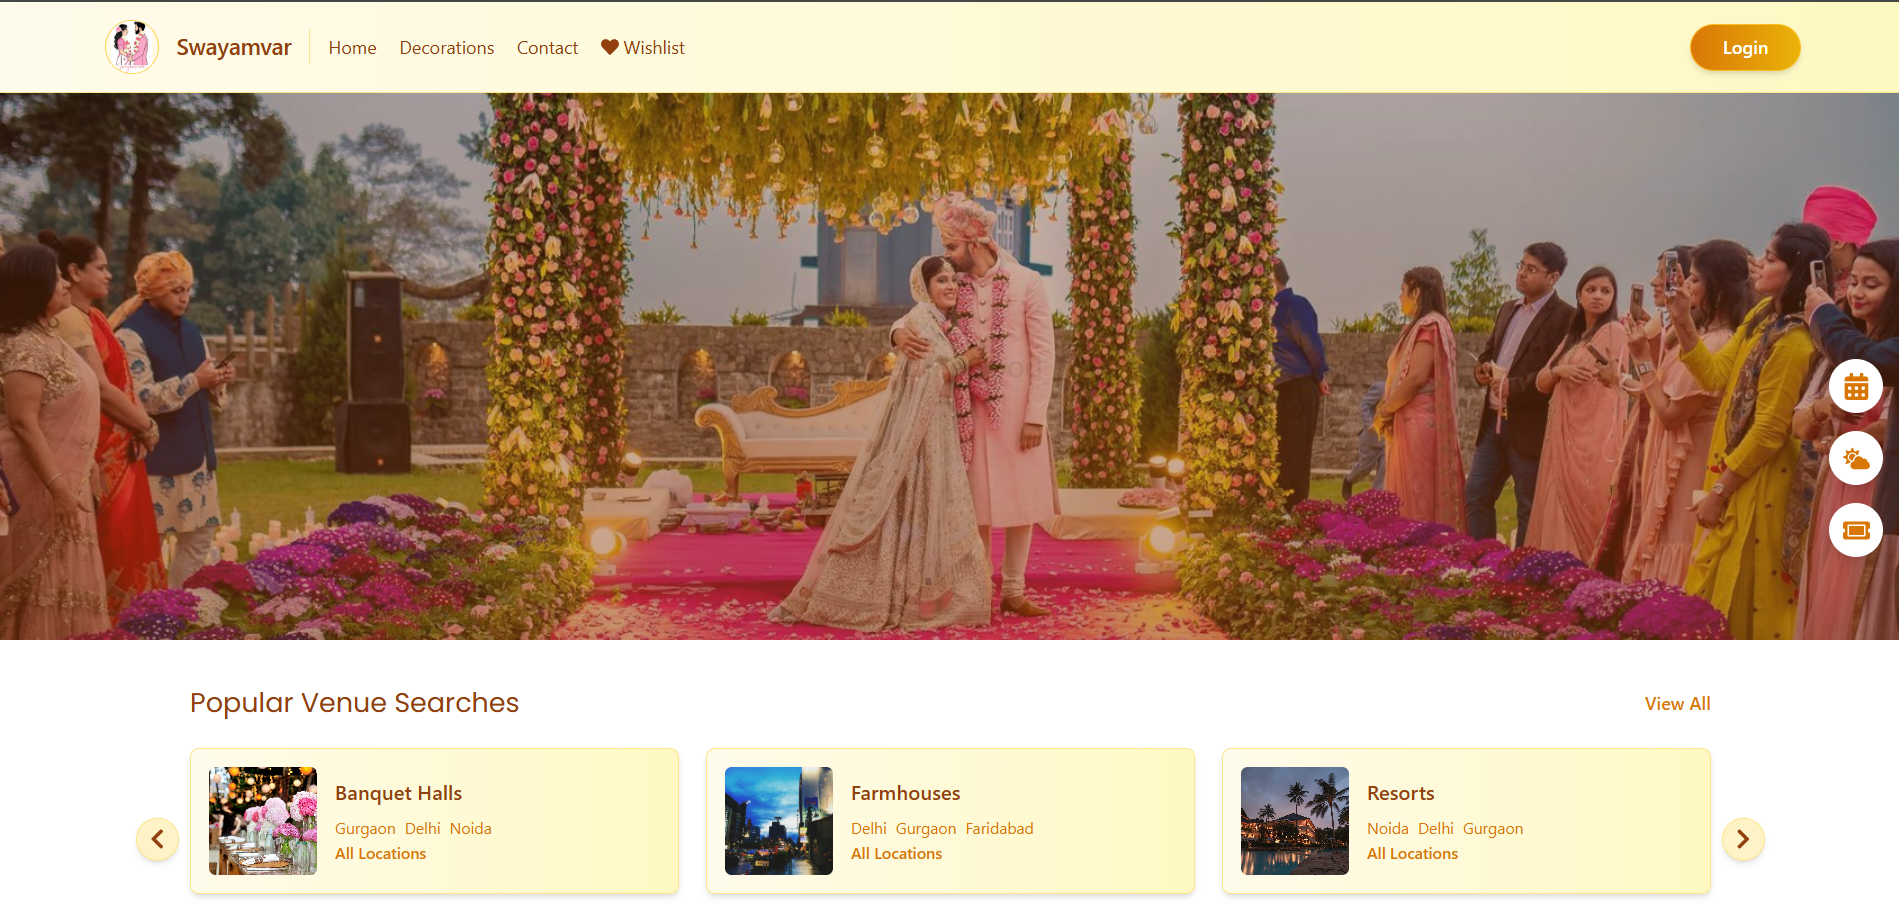 Swayamvar Home Decorations Contact Wishlist Login
Popular Venue Searches View All
Banquet Halls
Gurgaon Delhi Noida
All Locations
Farmhouses
Delhi Gurgaon Faridabad
All Locations
Resorts
Noida Delhi Gurgaon
All Locations